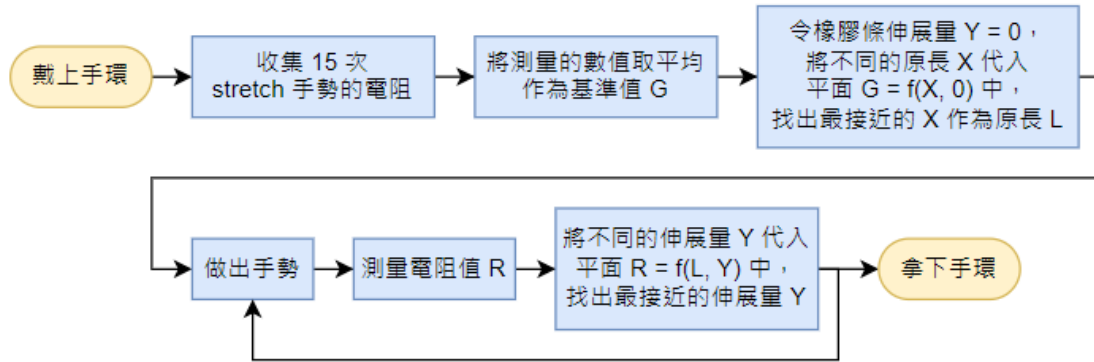 戴上手環
收集 15 次
stretch 手勢的電阻
將測量的數值取平均
作為基準值 G
令橡膠條伸展量 Y = 0，
將不同的原長 X 代入
平面 G = f(X, 0) 中，
找出最接近的 X 作為原長 L
做出手勢
測量電阻值 R
將不同的伸展量 Y 代入
平面 R = f(L, Y) 中，
找出最接近的伸展量 Y
拿下手環